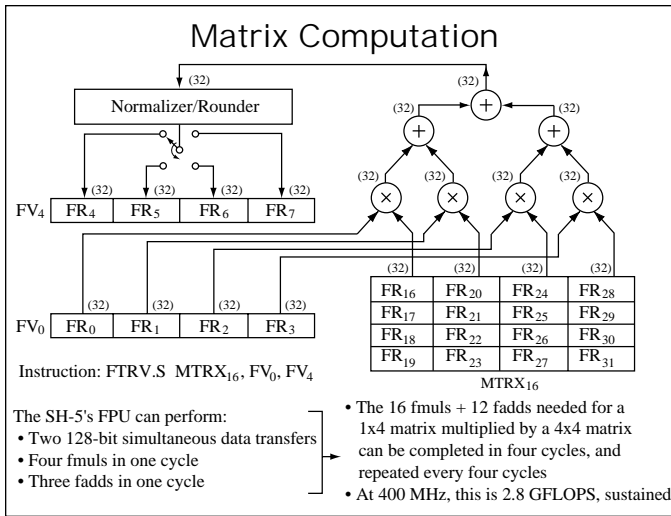 Matrix Computation
(32)
Normalizer/Rounder
(32)
+
(32) (32)
+ +
(32) (32) (32) (32)
× × × ×
(32) (32) (32) (32)
FV4 FR4 FR5 FR6 FR7
(32) (32) (32) (32)
FR16 FR20 FR24 FR28
FR17 FR21 FR25 FR29
FR18 FR22 FR26 FR30
FR19 FR23 FR27 FR31
MTRX16
(32) (32) (32) (32)
FV0 FR0 FR1 FR2 FR3
Instruction: FTRV.S MTRX16, FV0, FV4
The SH-5's FPU can perform:
• Two 128-bit simultaneous data transfers
• Four fmuls in one cycle
• Three fadds in one cycle
• The 16 fmuls + 12 fadds needed for a
1x4 matrix multiplied by a 4x4 matrix
can be completed in four cycles, and
repeated every four cycles
• At 400 MHz, this is 2.8 GFLOPS, sustained